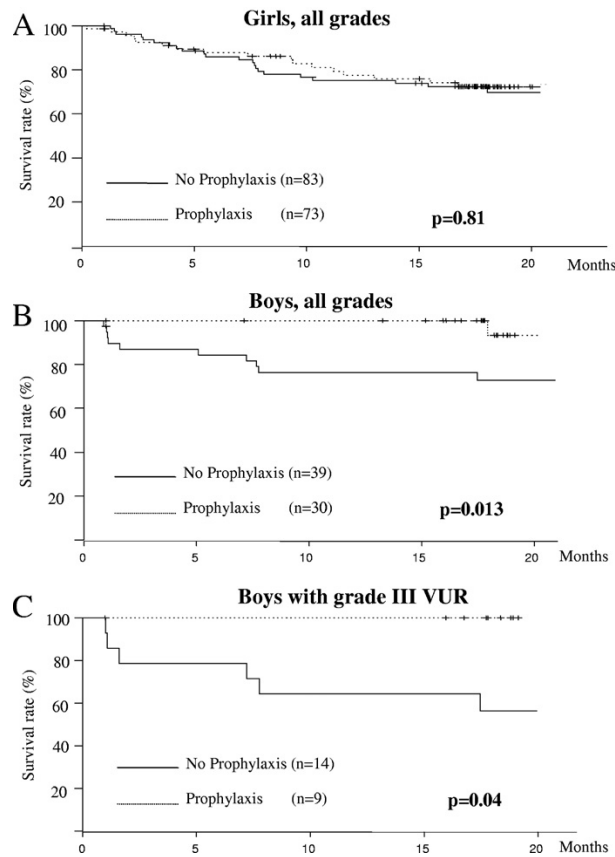 A
Girls, all grades
Survival rate (%)
100
80
60
40
20
No Prophylaxis (n=83)
Prophylaxis (n=73)
p=0.81
0 5 10 15 20 Months
B
Boys, all grades
Survival rate (%)
100
80
60
40
20
No Prophylaxis (n=39)
Prophylaxis (n=30)
p=0.013
0 5 10 15 20 Months
C
Boys with grade III VUR
Survival rate (%)
100
80
60
40
20
No Prophylaxis (n=14)
Prophylaxis (n=9)
p=0.04
0 5 10 15 20 Months